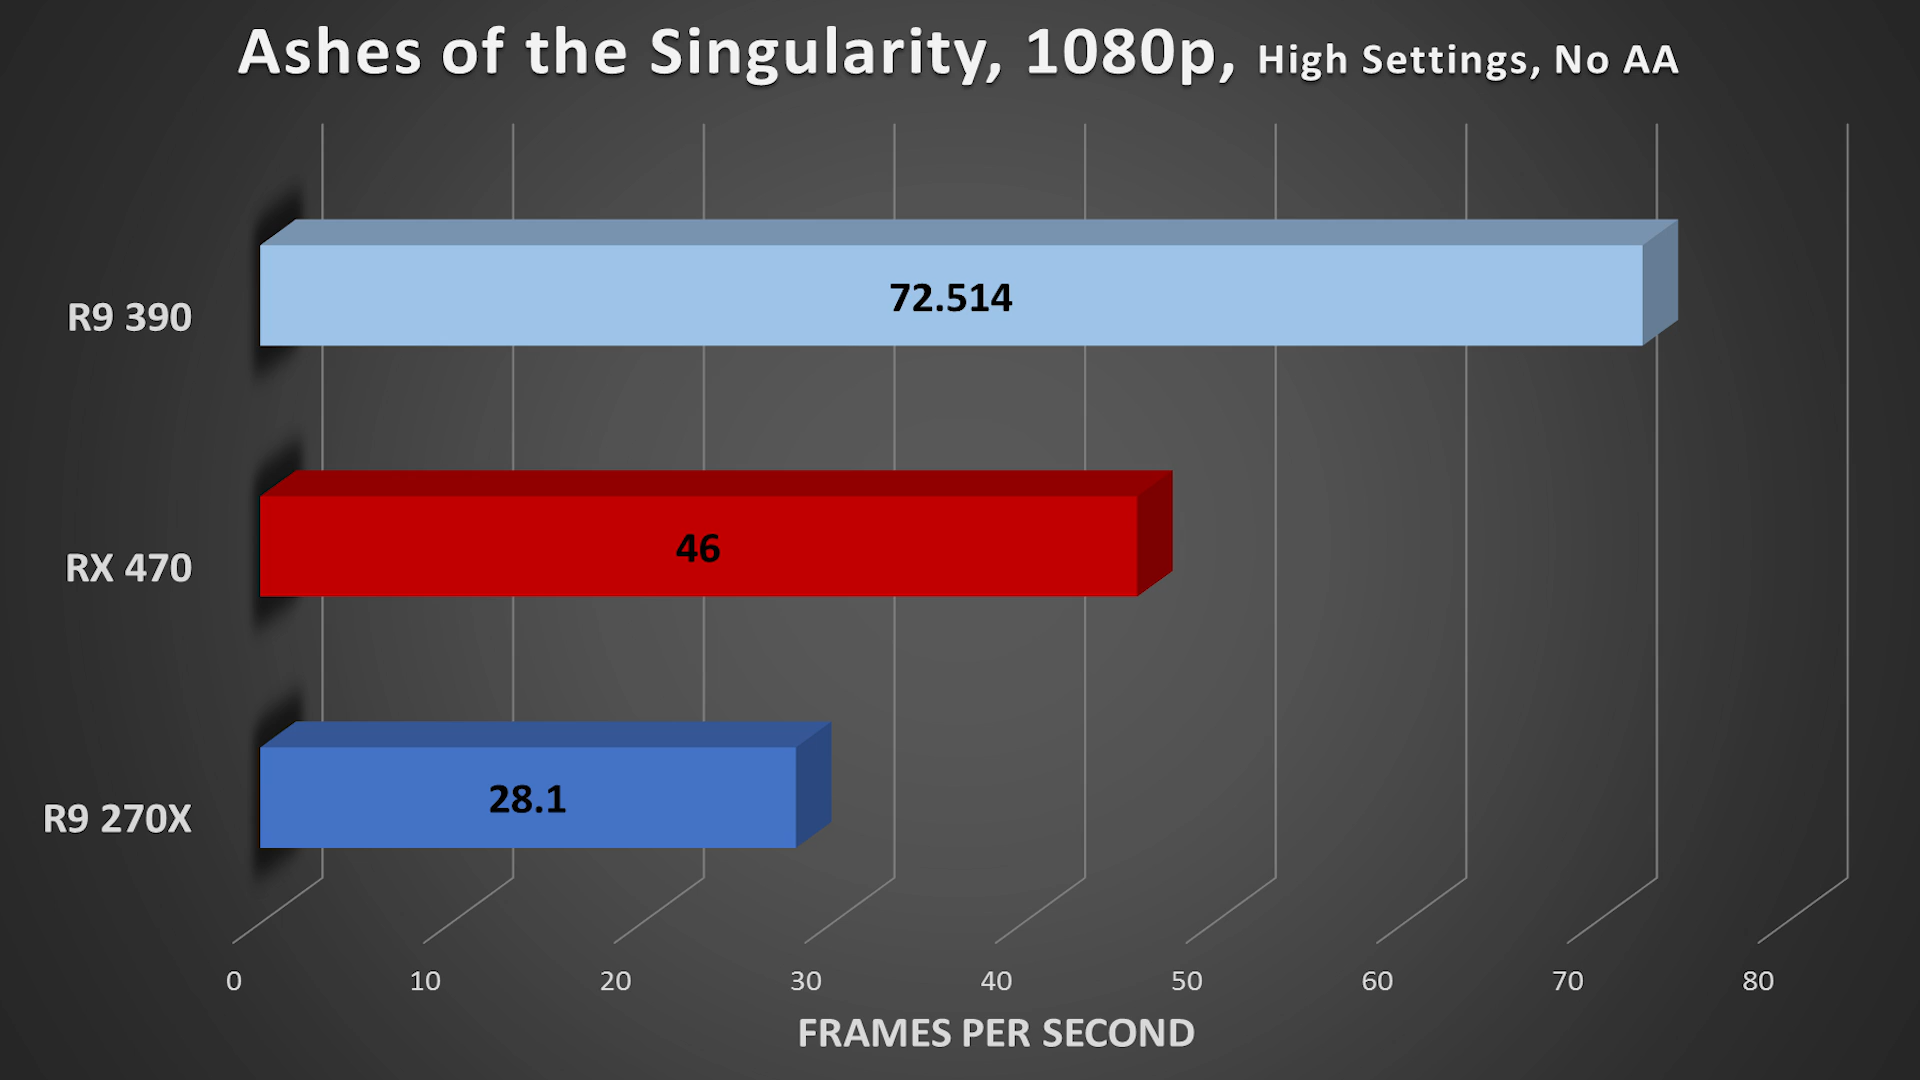 Ashes of the Singularity, 1080p, High Settings, No AA
R9 390
72.514
RX 470
46
R9 270X
28.1
0 10 20 30 40 50 60 70 80
FRAMES PER SECOND